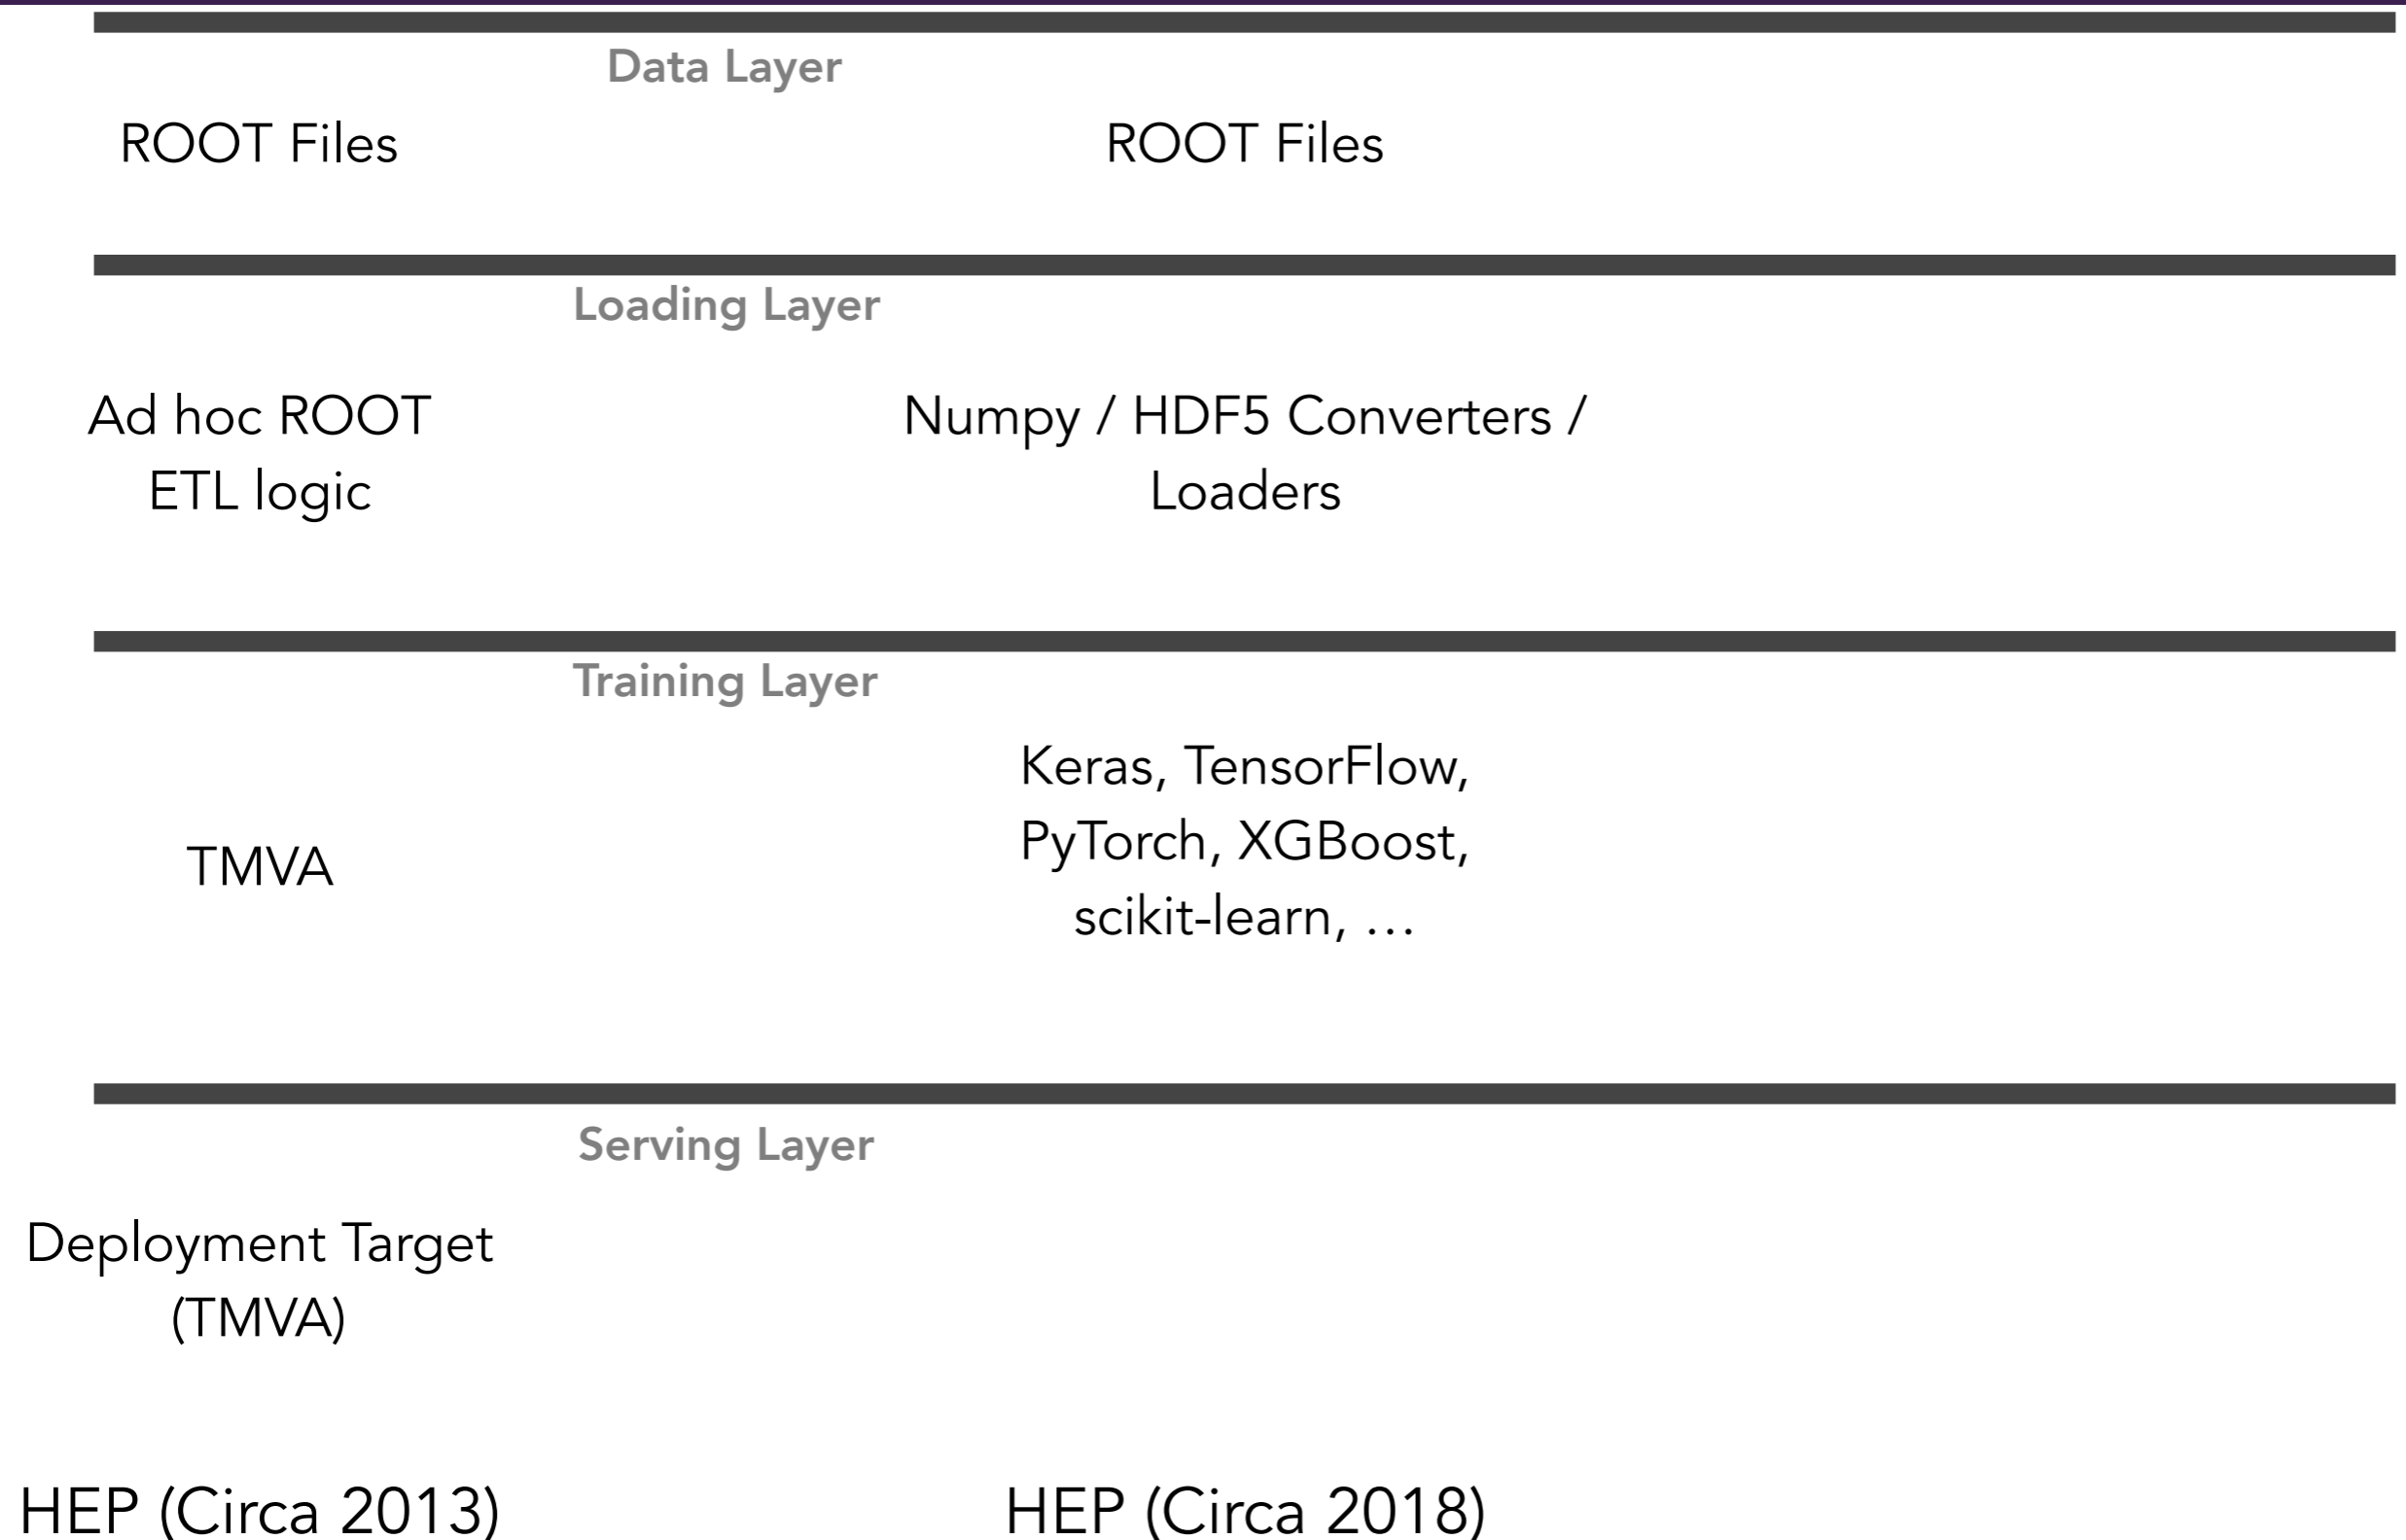 Data Layer
ROOT Files
ROOT Files
Loading Layer
Ad hoc ROOT
ETL logic
Numpy / HDF5 Converters /
Loaders
Training Layer
TMVA
Keras, TensorFlow,
PyTorch, XGBoost,
scikit-learn, …
Serving Layer
Deployment Target
(TMVA)
HEP (Circa 2013)
HEP (Circa 2018)